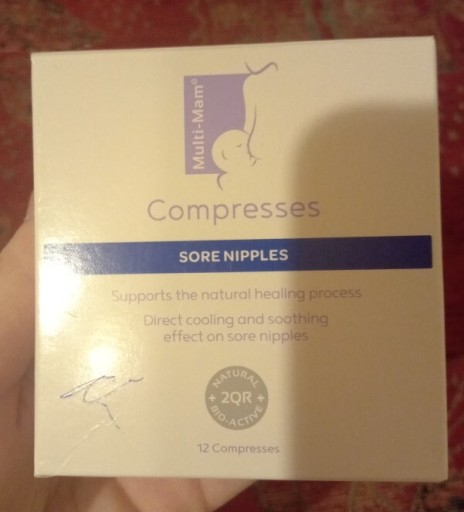 Multi-Mam®
Compresses
SORE NIPPLES
Supports the natural healing process
Direct cooling and soothing
effect on sore nipples
NATURAL
+ 2QR +
BIO-ACTIVE
12 Compresses